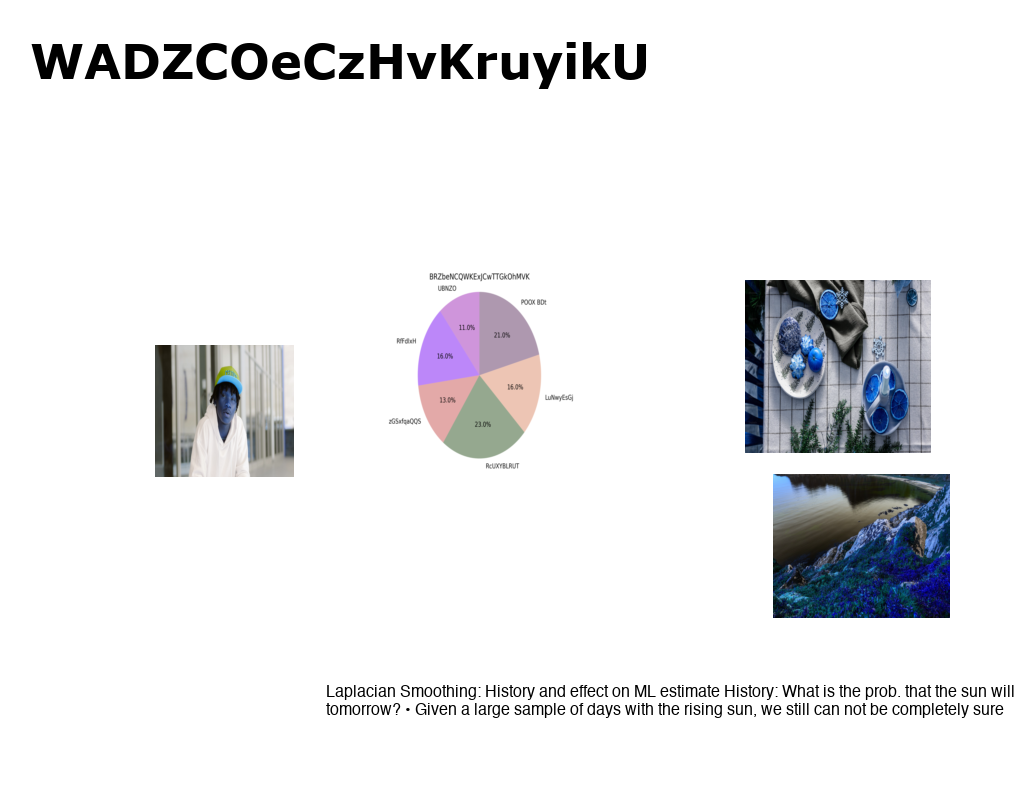 WADZCOeCzHvKruyikU
BRZbeNCQWKExJCwTTGkOhMVK
UBNZO
POOX BDt
11.0%
21.0%
RfFdlxH
16.0%
16.0%
LuNwyEsGj
13.0%
zGSxfqaQQS
23.0%
RcUXYBLRUT
Laplacian Smoothing: History and effect on ML estimate History: What is the prob. that the sun will
tomorrow? • Given a large sample of days with the rising sun, we still can not be completely sure